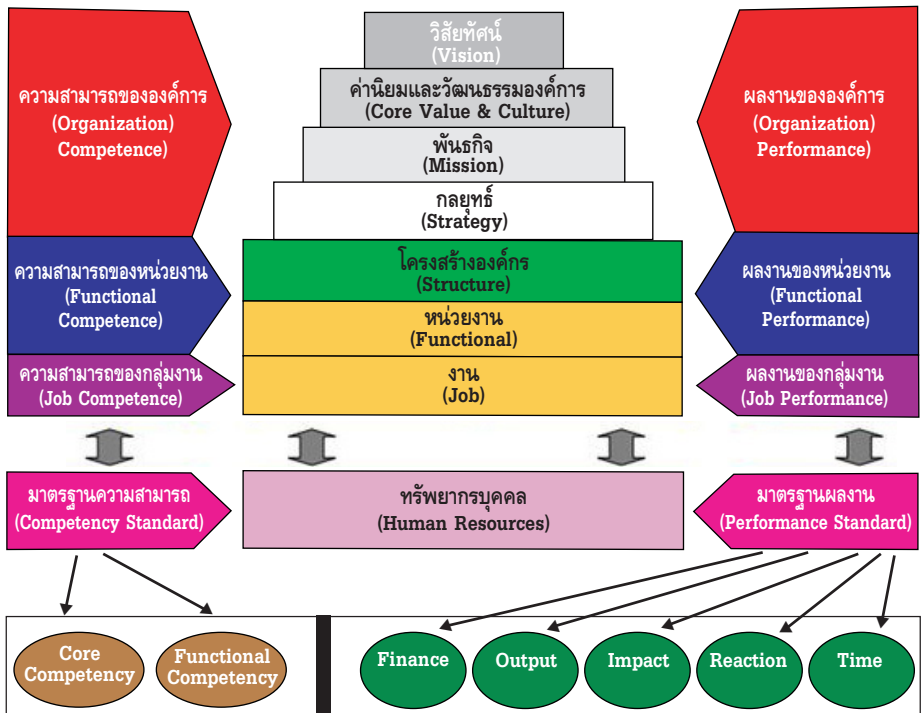 วิสัยทัศน์
(Vision)
ค่านิยมและวัฒนธรรมองค์การ
(Core Value & Culture)
พันธกิจ
(Mission)
กลยุทธ์
(Strategy)
โครงสร้างองค์กร
(Structure)
หน่วยงาน
(Functional)
งาน
(Job)
ความสามารถขององค์การ
(Organization)
Competence)
ความสามารถของหน่วยงาน
(Functional
Competence)
ความสามารถของกลุ่มงาน
(Job Competence)
ผลงานขององค์การ
(Organization)
Performance)
ผลงานของหน่วยงาน
(Functional
Performance)
ผลงานของกลุ่มงาน
(Job Performance)
มาตรฐานความสามารถ
(Competency Standard)
ทรัพยากรบุคคล
(Human Resources)
มาตรฐานผลงาน
(Performance Standard)
Core
Competency
Functional
Competency
Finance
Output
Impact
Reaction
Time